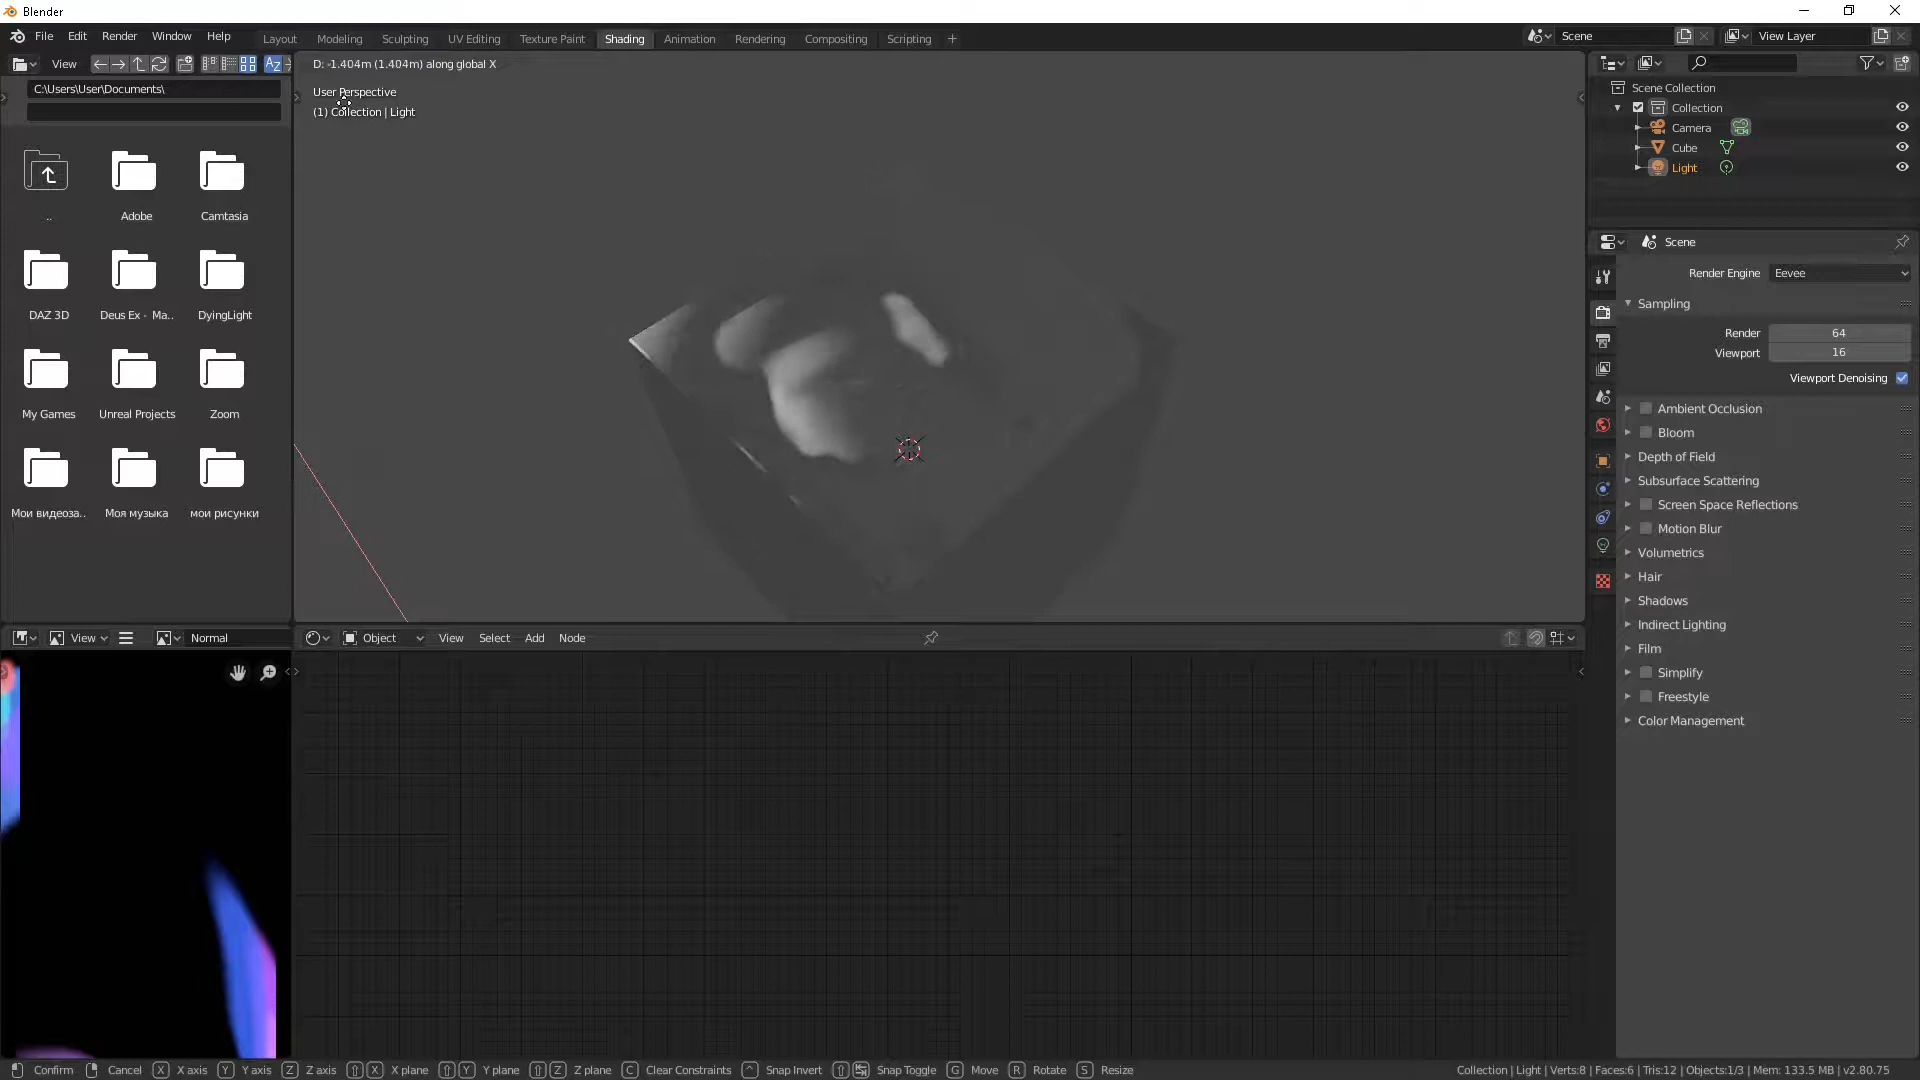 Blender
File Edit Render Window Help
Layout Modeling Sculpting UV Editing Texture Paint Shading Animation Rendering Compositing Scripting +
Scene
View Layer
View
C:\Users\User\Documents\
..
Adobe
Camtasia
DAZ 3D
Deus Ex - Ma..
DyingLight
My Games
Unreal Projects
Zoom
Мои видеоза..
Моя музыка
мои рисунки
D: -1.404m (1.404m) along global X
User Perspective
(1) Collection | Light
Scene Collection
Collection
Camera
Cube
Light
Scene
Render Engine Eevee
Sampling
Render 64
Viewport 16
Viewport Denoising
Ambient Occlusion
Bloom
Depth of Field
Subsurface Scattering
Screen Space Reflections
Motion Blur
Volumetrics
Hair
Shadows
Indirect Lighting
Film
Simplify
Freestyle
Color Management
View Normal
Object View Select Add Node
Confirm Cancel X X axis Y Y axis Z Z axis X X plane Y Y plane Z Z plane C Clear Constraints ^ Snap Invert Snap Toggle G Move R Rotate S Resize
Collection | Light | Verts:8 | Faces:6 | Tris:12 | Objects:1/3 | Mem: 133.5 MB | v2.80.75